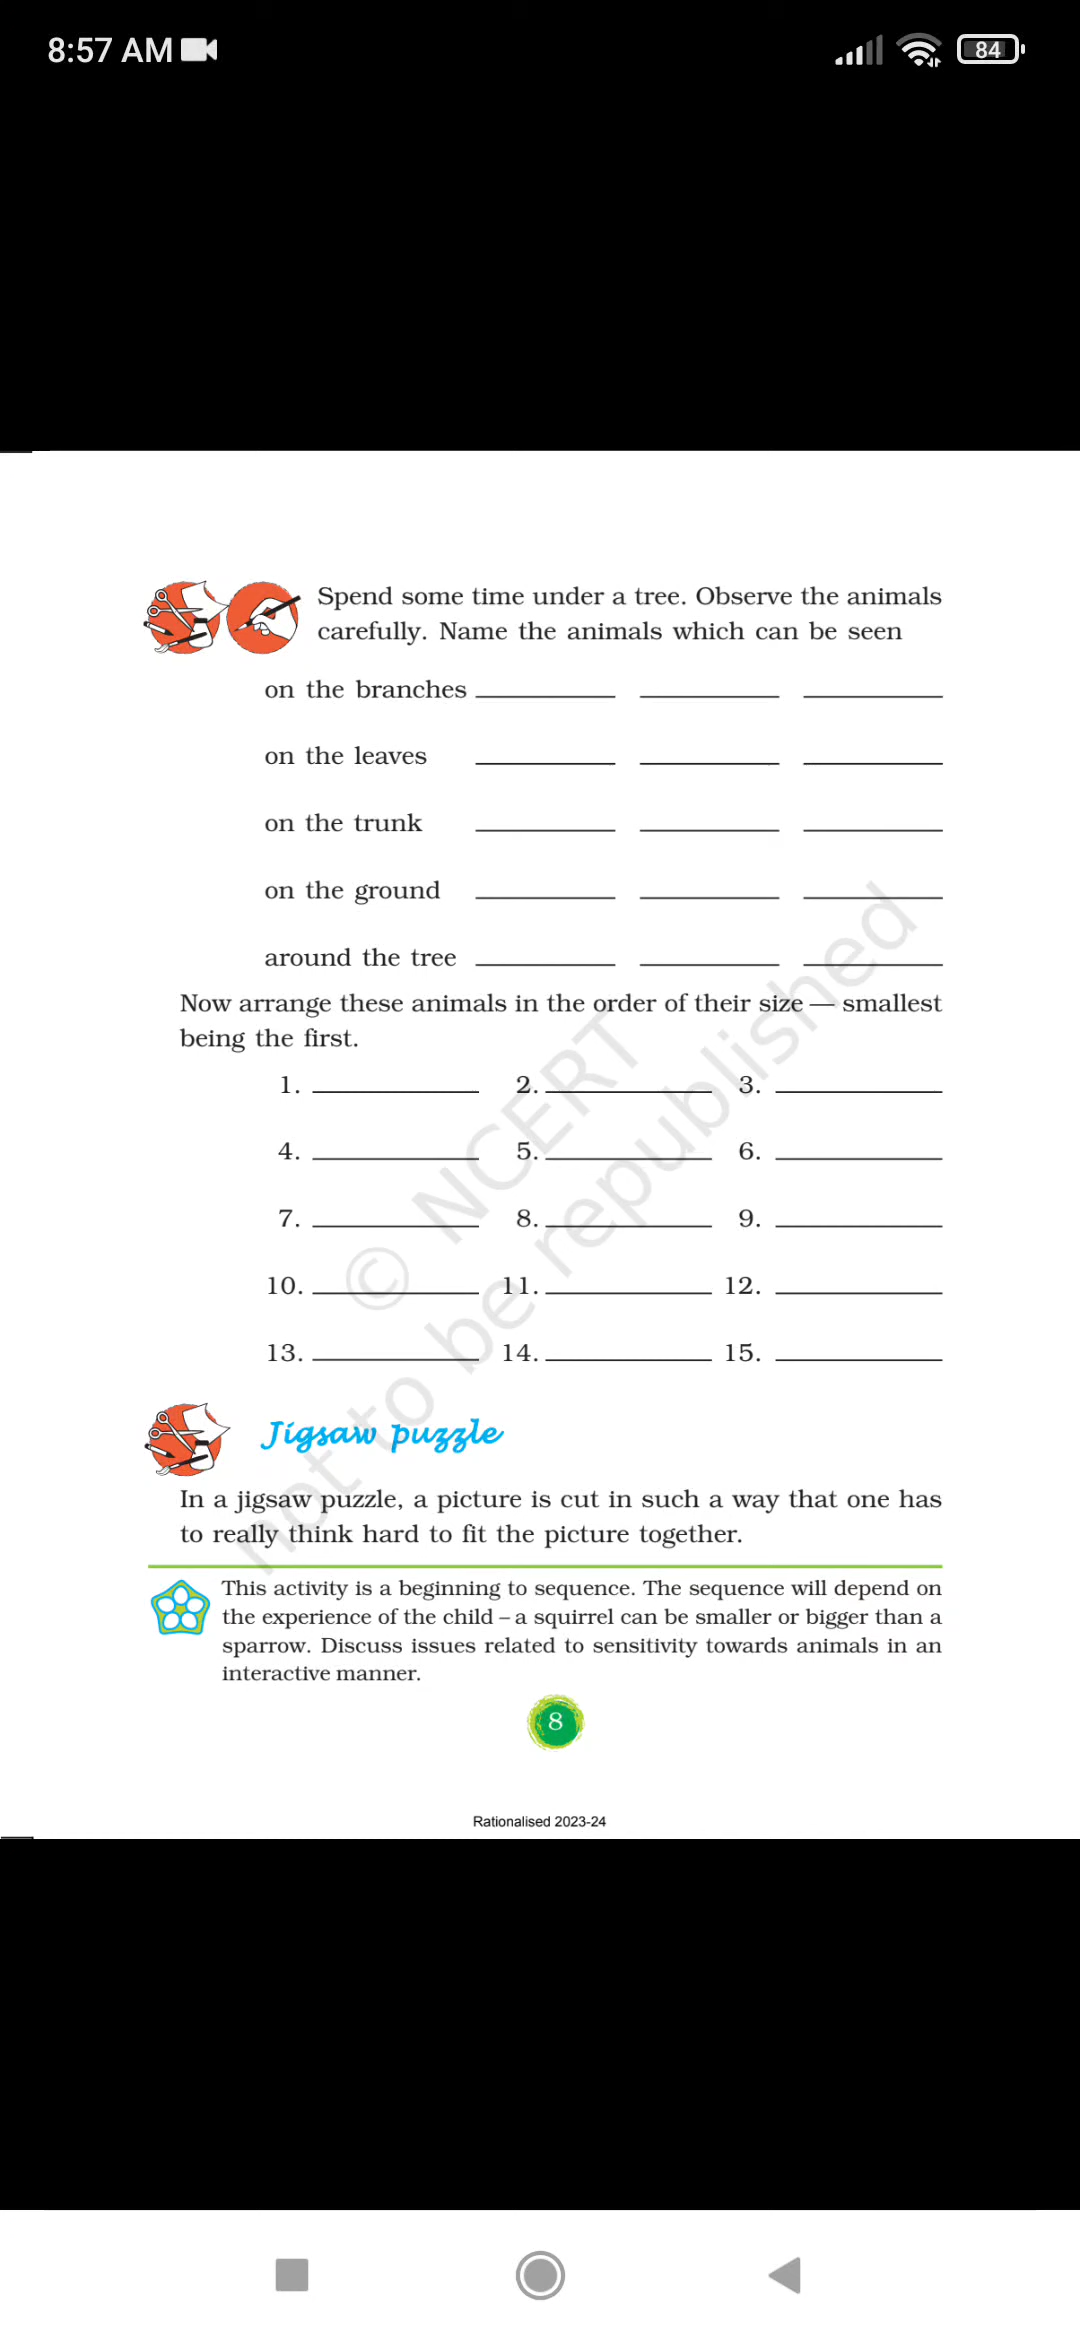 8:57 AM
84
Spend some time under a tree. Observe the animals
carefully. Name the animals which can be seen
on the branches
on the leaves
on the trunk
on the ground
around the tree
Now arrange these animals in the order of their size — smallest
being the first.
1. 2. 3.
4. 5. 6.
7. 8. 9.
10. 11. 12.
13. 14. 15.
© NCERT
not to be republished
Jigsaw puzzle
In a jigsaw puzzle, a picture is cut in such a way that one has
to really think hard to fit the picture together.
This activity is a beginning to sequence. The sequence will depend on
the experience of the child – a squirrel can be smaller or bigger than a
sparrow. Discuss issues related to sensitivity towards animals in an
interactive manner.
8
Rationalised 2023-24